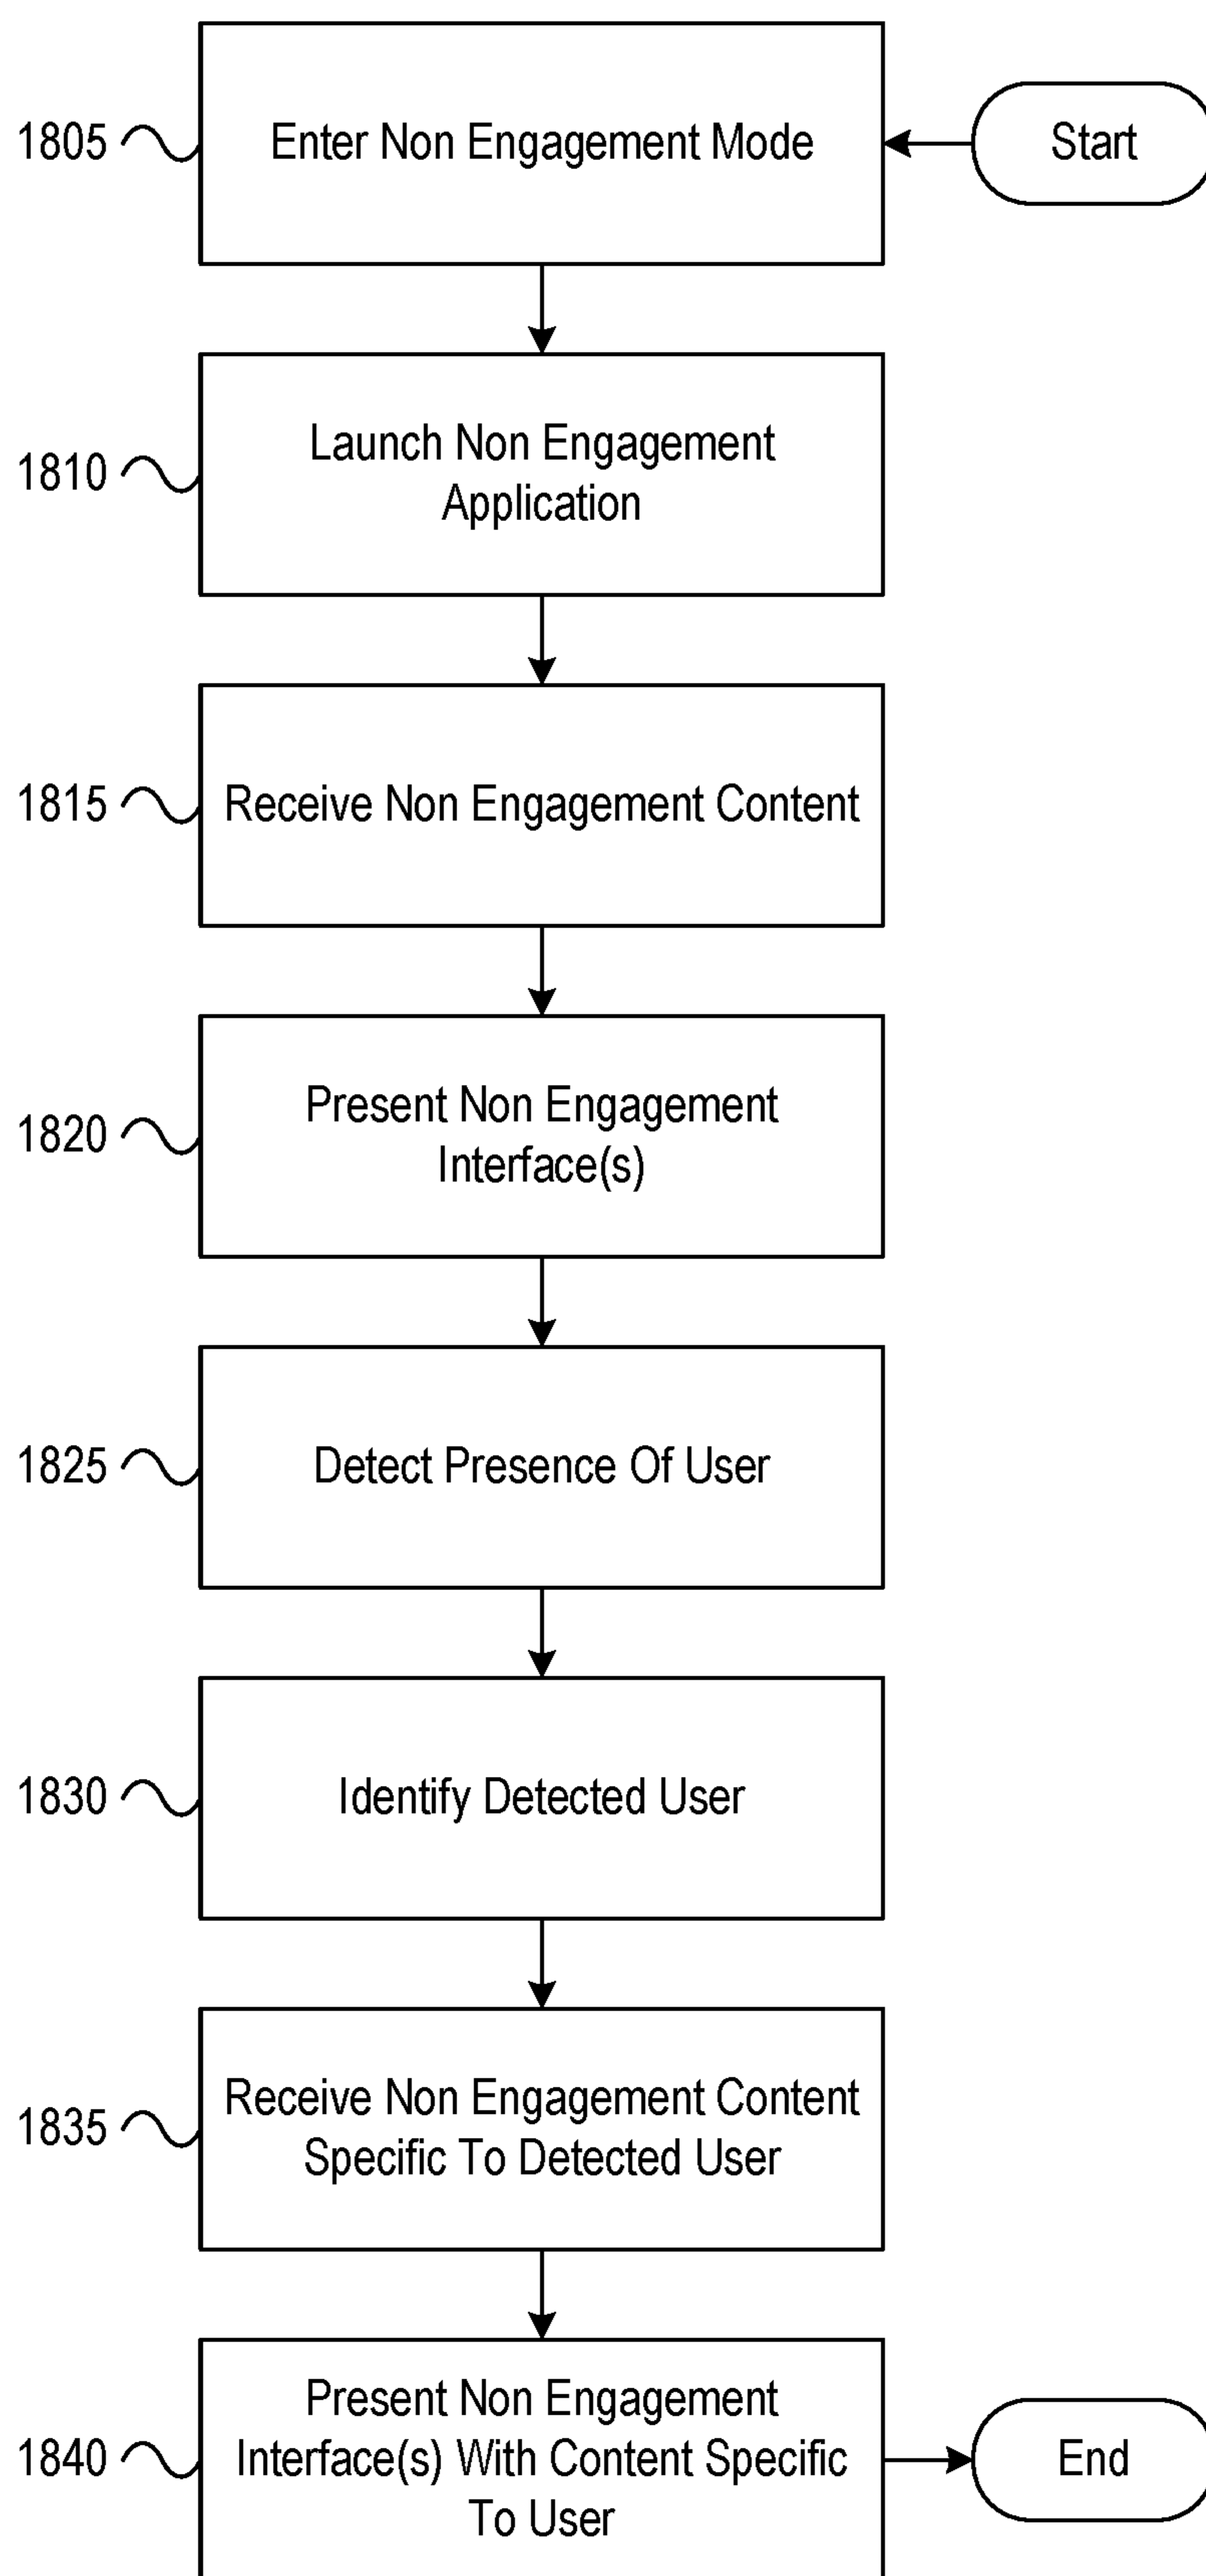 1805
Enter Non Engagement Mode
Start
1810
Launch Non Engagement
Application
1815
Receive Non Engagement Content
1820
Present Non Engagement
Interface(s)
1825
Detect Presence Of User
1830
Identify Detected User
1835
Receive Non Engagement Content
Specific To Detected User
1840
Present Non Engagement
Interface(s) With Content Specific
To User
End